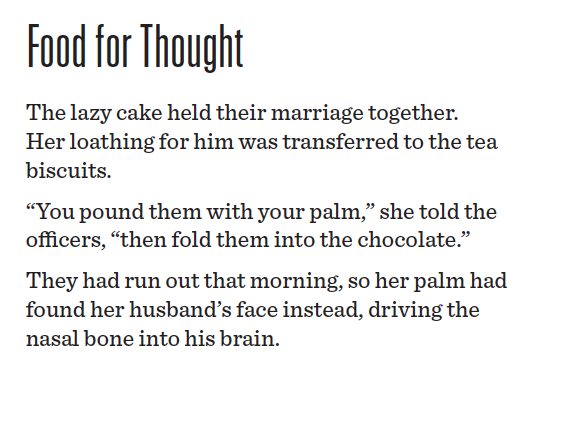 Food for Thought
The lazy cake held their marriage together.
Her loathing for him was transferred to the tea
biscuits.
“You pound them with your palm,” she told the
officers, “then fold them into the chocolate.”
They had run out that morning, so her palm had
found her husband’s face instead, driving the
nasal bone into his brain.